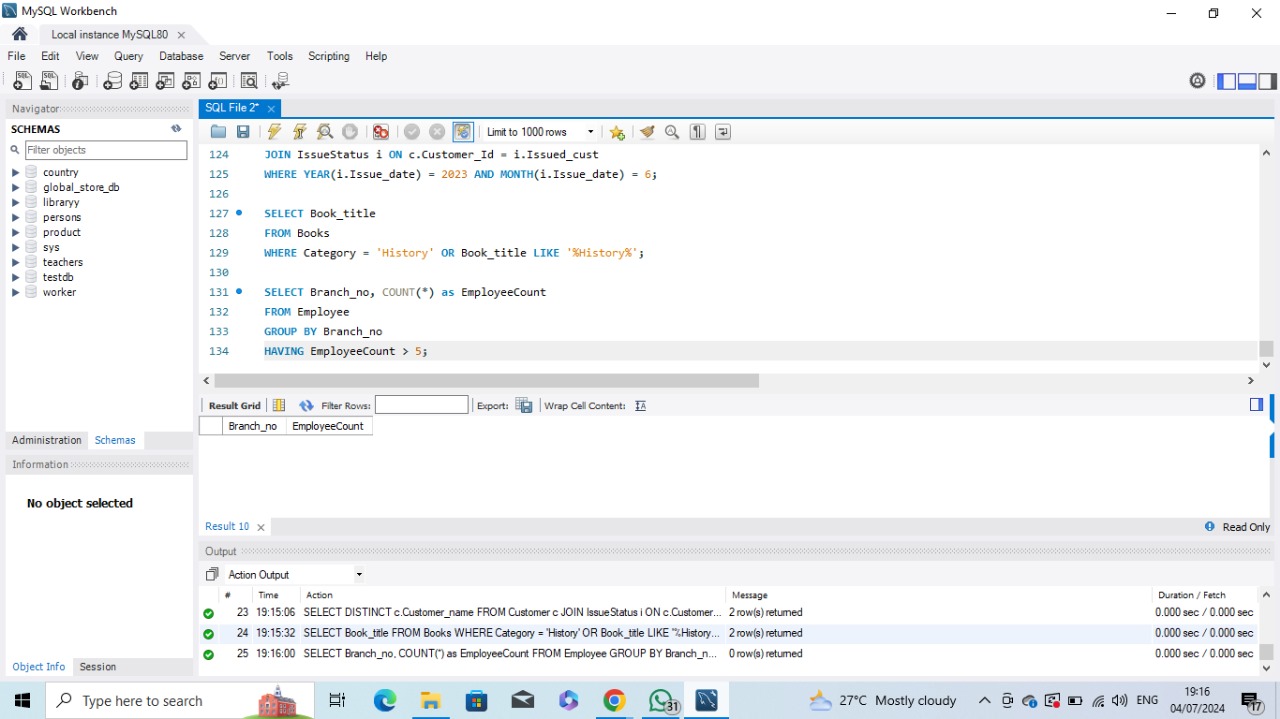 MySQL Workbench
Local instance MySQL80
File Edit View Query Database Server Tools Scripting Help
Navigator
SCHEMAS
Filter objects
country
global_store_db
libraryy
persons
product
sys
teachers
testdb
worker
Administration Schemas
Information
No object selected
Object Info Session
SQL File 2*
Limit to 1000 rows
124 JOIN IssueStatus i ON c.Customer_Id = i.Issued_cust
125 WHERE YEAR(i.Issue_date) = 2023 AND MONTH(i.Issue_date) = 6;
126
127 SELECT Book_title
128 FROM Books
129 WHERE Category = 'History' OR Book_title LIKE '%History%';
130
131 SELECT Branch_no, COUNT(*) as EmployeeCount
132 FROM Employee
133 GROUP BY Branch_no
134 HAVING EmployeeCount > 5;
Result Grid Filter Rows: Export: Wrap Cell Content:
Branch_no EmployeeCount
Result 10 Read Only
Output
Action Output
# Time Action Message Duration / Fetch
23 19:15:06 SELECT DISTINCT c.Customer_name FROM Customer c JOIN IssueStatus i ON c.Customer... 2 row(s) returned 0.000 sec / 0.000 sec
24 19:15:32 SELECT Book_title FROM Books WHERE Category = 'History' OR Book_title LIKE '%History... 2 row(s) returned 0.000 sec / 0.000 sec
25 19:16:00 SELECT Branch_no, COUNT(*) as EmployeeCount FROM Employee GROUP BY Branch_n... 0 row(s) returned 0.000 sec / 0.000 sec
Type here to search
31
27°C Mostly cloudy
ENG
19:16
04/07/2024
17